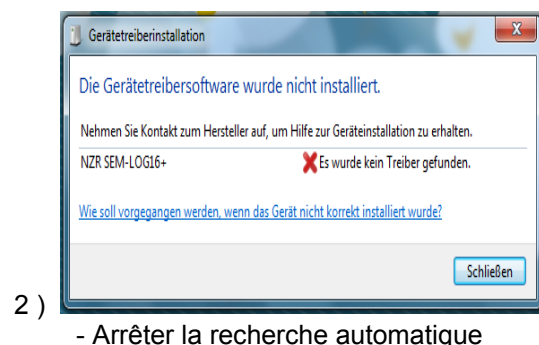 Gerätetreiberinstallation
X
Die Gerätetreibersoftware wurde nicht installiert.
Nehmen Sie Kontakt zum Hersteller auf, um Hilfe zur Geräteinstallation zu erhalten.
NZR SEM-LOG16+ Es wurde kein Treiber gefunden.
Wie soll vorgegangen werden, wenn das Gerät nicht korrekt installiert wurde?
Schließen
2 )
- Arrêter la recherche automatique